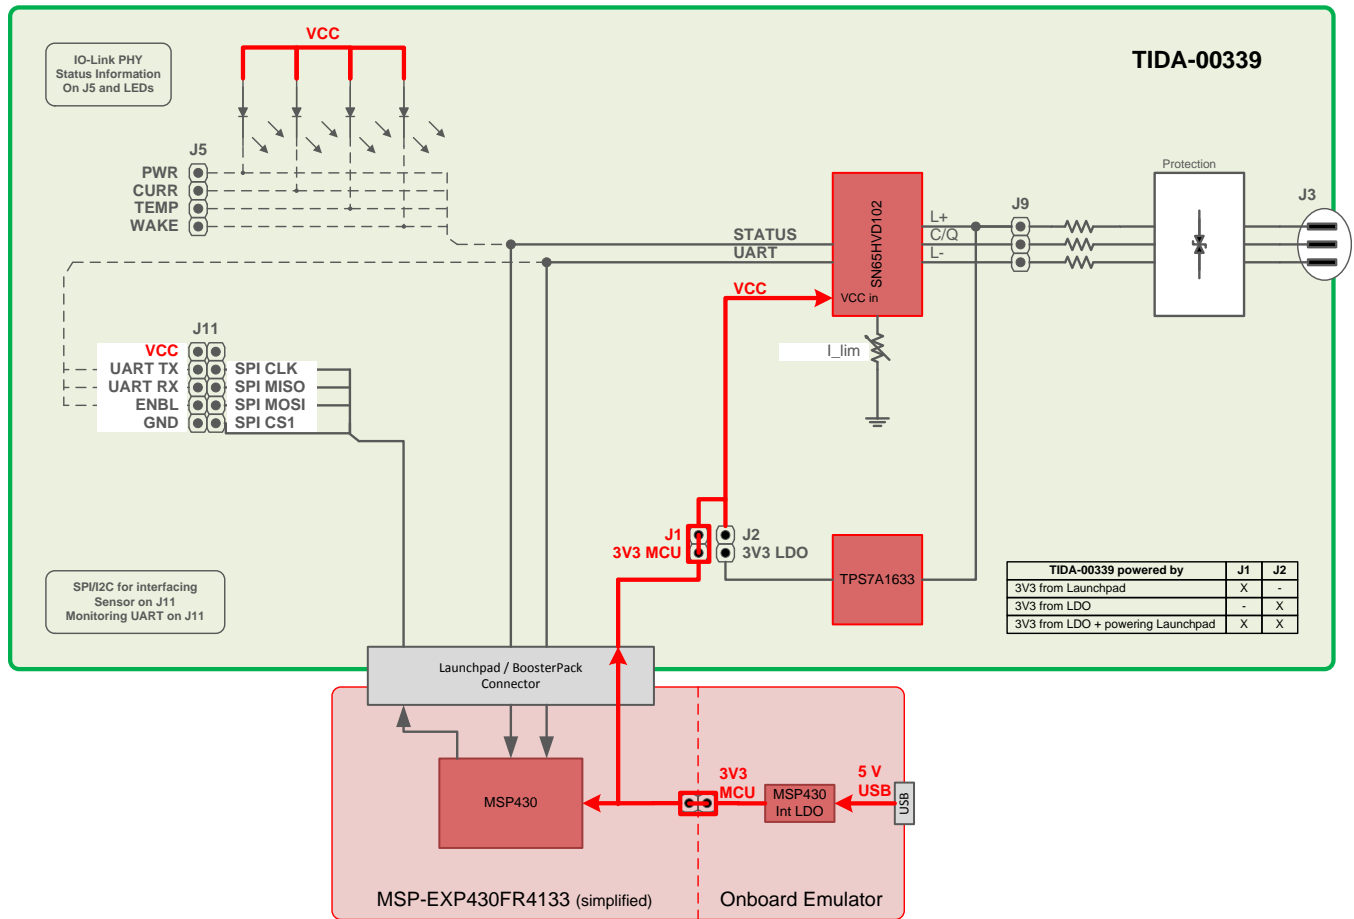 VCC
TIDA-00339
IO-Link PHY
Status Information
On J5 and LEDs
J5
PWR
CURR
TEMP
WAKE
Protection
J3
J9
SN65HVD102
L+
C/Q
L-
STATUS
UART
VCC
VCC in
I_lim
J11
VCC
UART TX
SPI CLK
UART RX
SPI MISO
ENBL
SPI MOSI
GND
SPI CS1
J1
3V3 MCU
J2
3V3 LDO
TPS7A1633
TIDA-00339 powered by J1 J2
3V3 from Launchpad X -
3V3 from LDO - X
3V3 from LDO + powering Launchpad X X
SPI/I2C for interfacing
Sensor on J11
Monitoring UART on J11
Launchpad / BoosterPack
Connector
MSP430
3V3
MCU
MSP430
Int LDO
5 V
USB
USB
MSP-EXP430FR4133 (simplified)
Onboard Emulator